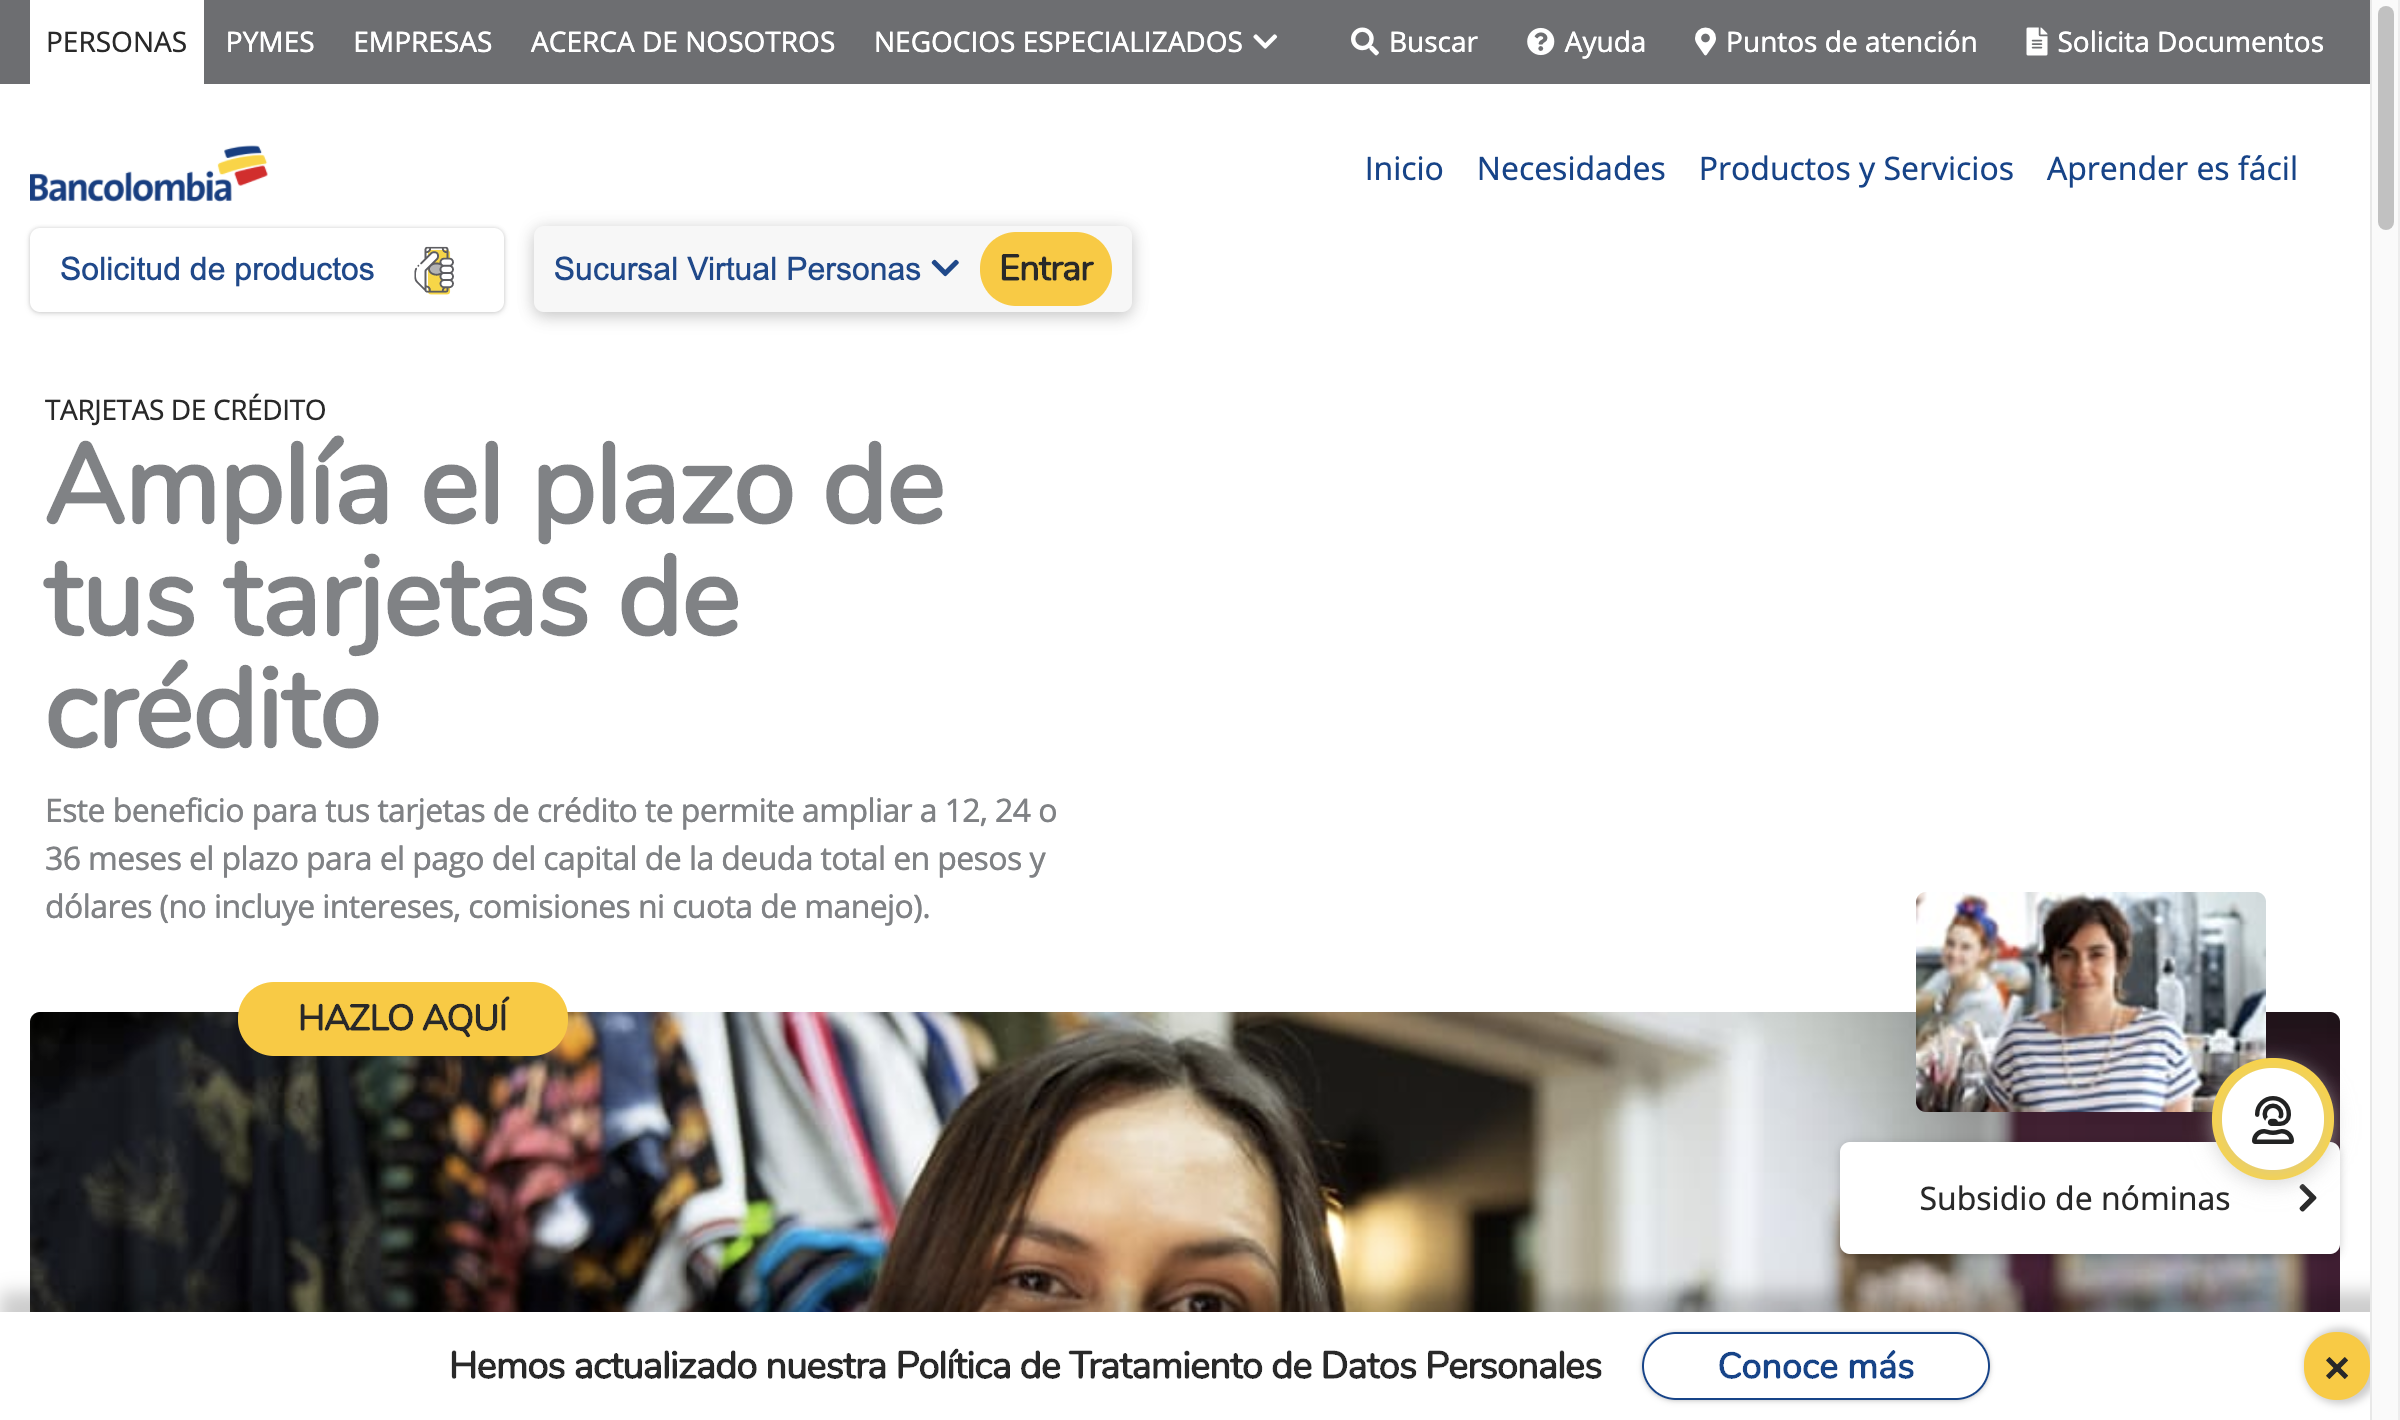 PERSONAS PYMES EMPRESAS ACERCA DE NOSOTROS NEGOCIOS ESPECIALIZADOS Buscar Ayuda Puntos de atención Solicita Documentos
Bancolombia
Inicio Necesidades Productos y Servicios Aprender es fácil
Solicitud de productos
Sucursal Virtual Personas Entrar
TARJETAS DE CRÉDITO
Amplía el plazo de
tus tarjetas de
crédito
Este beneficio para tus tarjetas de crédito te permite ampliar a 12, 24 o
36 meses el plazo para el pago del capital de la deuda total en pesos y
dólares (no incluye intereses, comisiones ni cuota de manejo).
HAZLO AQUÍ
Subsidio de nóminas
Hemos actualizado nuestra Política de Tratamiento de Datos Personales Conoce más